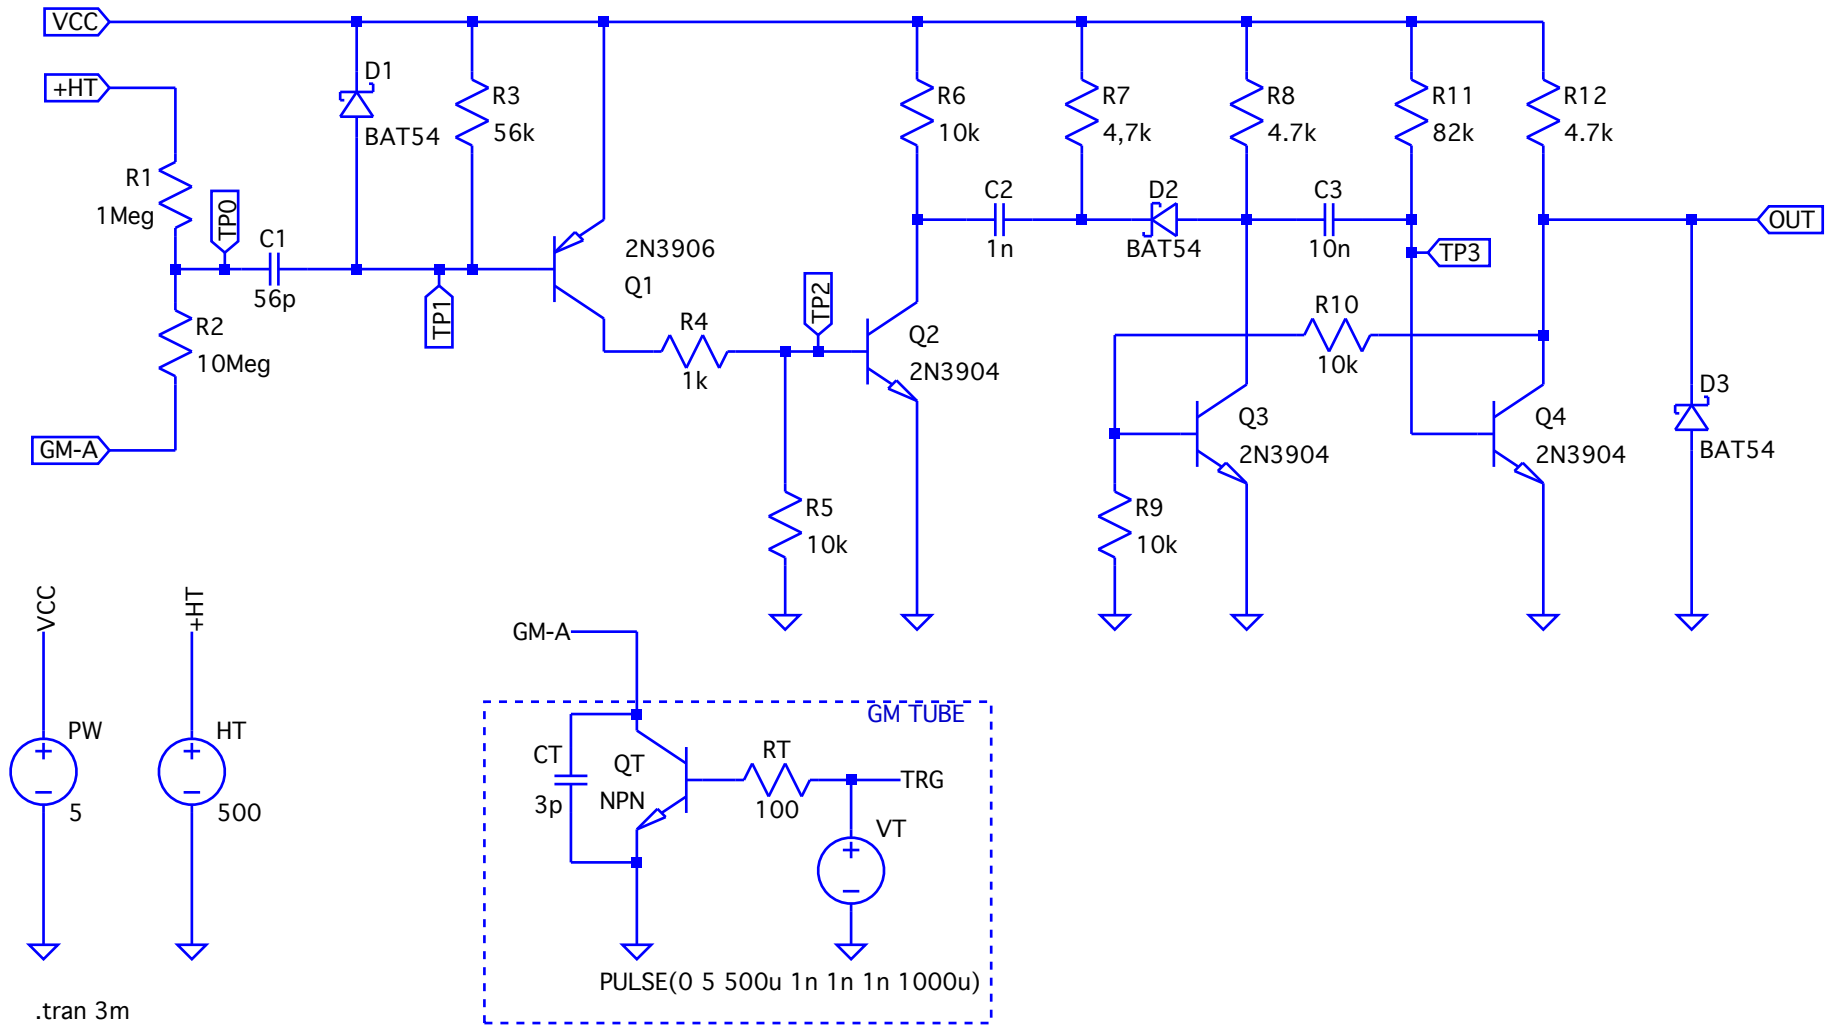 VCC
+HT
D1
BAT54
R3
56k
R1
1Meg
TP0
C1
56p
TP1
R2
10Meg
GM-A
2N3906
Q1
R4
1k
TP2
R5
10k
R6
10k
Q2
2N3904
C2
1n
R7
4,7k
D2
BAT54
R8
4.7k
C3
10n
R11
82k
TP3
R12
4.7k
OUT
R10
10k
Q3
2N3904
R9
10k
Q4
2N3904
D3
BAT54
VCC
PW
5
+HT
HT
500
GM-A
GM TUBE
CT
3p
QT
NPN
RT
100
TRG
VT
PULSE(0 5 500u 1n 1n 1n 1000u)
.tran 3m